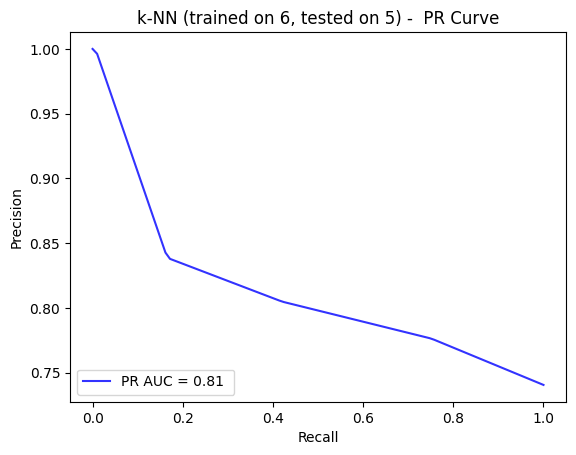 k-NN (trained on 6, tested on 5) -  PR Curve
1.00
0.95
0.90
0.85
0.80
0.75
Precision
PR AUC = 0.81
0.0 0.2 0.4 0.6 0.8 1.0
Recall